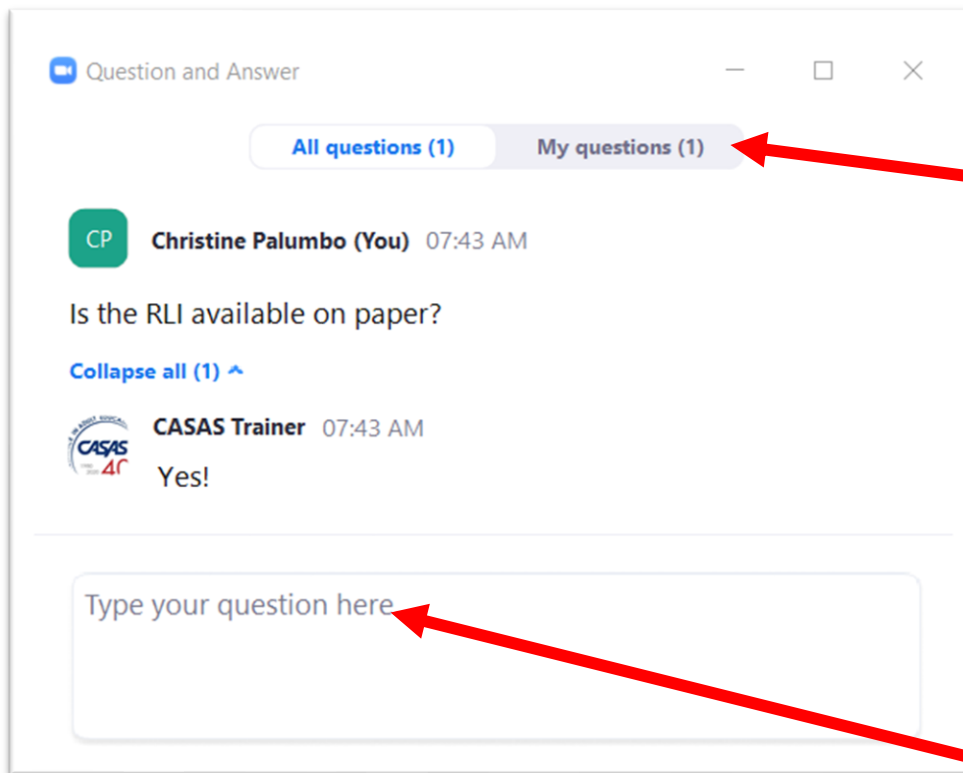 Question and Answer
All questions (1) My questions (1)
CP Christine Palumbo (You) 07:43 AM
Is the RLI available on paper?
Collapse all (1)
CASAS Trainer 07:43 AM
CASAS
Yes!
Type your question here